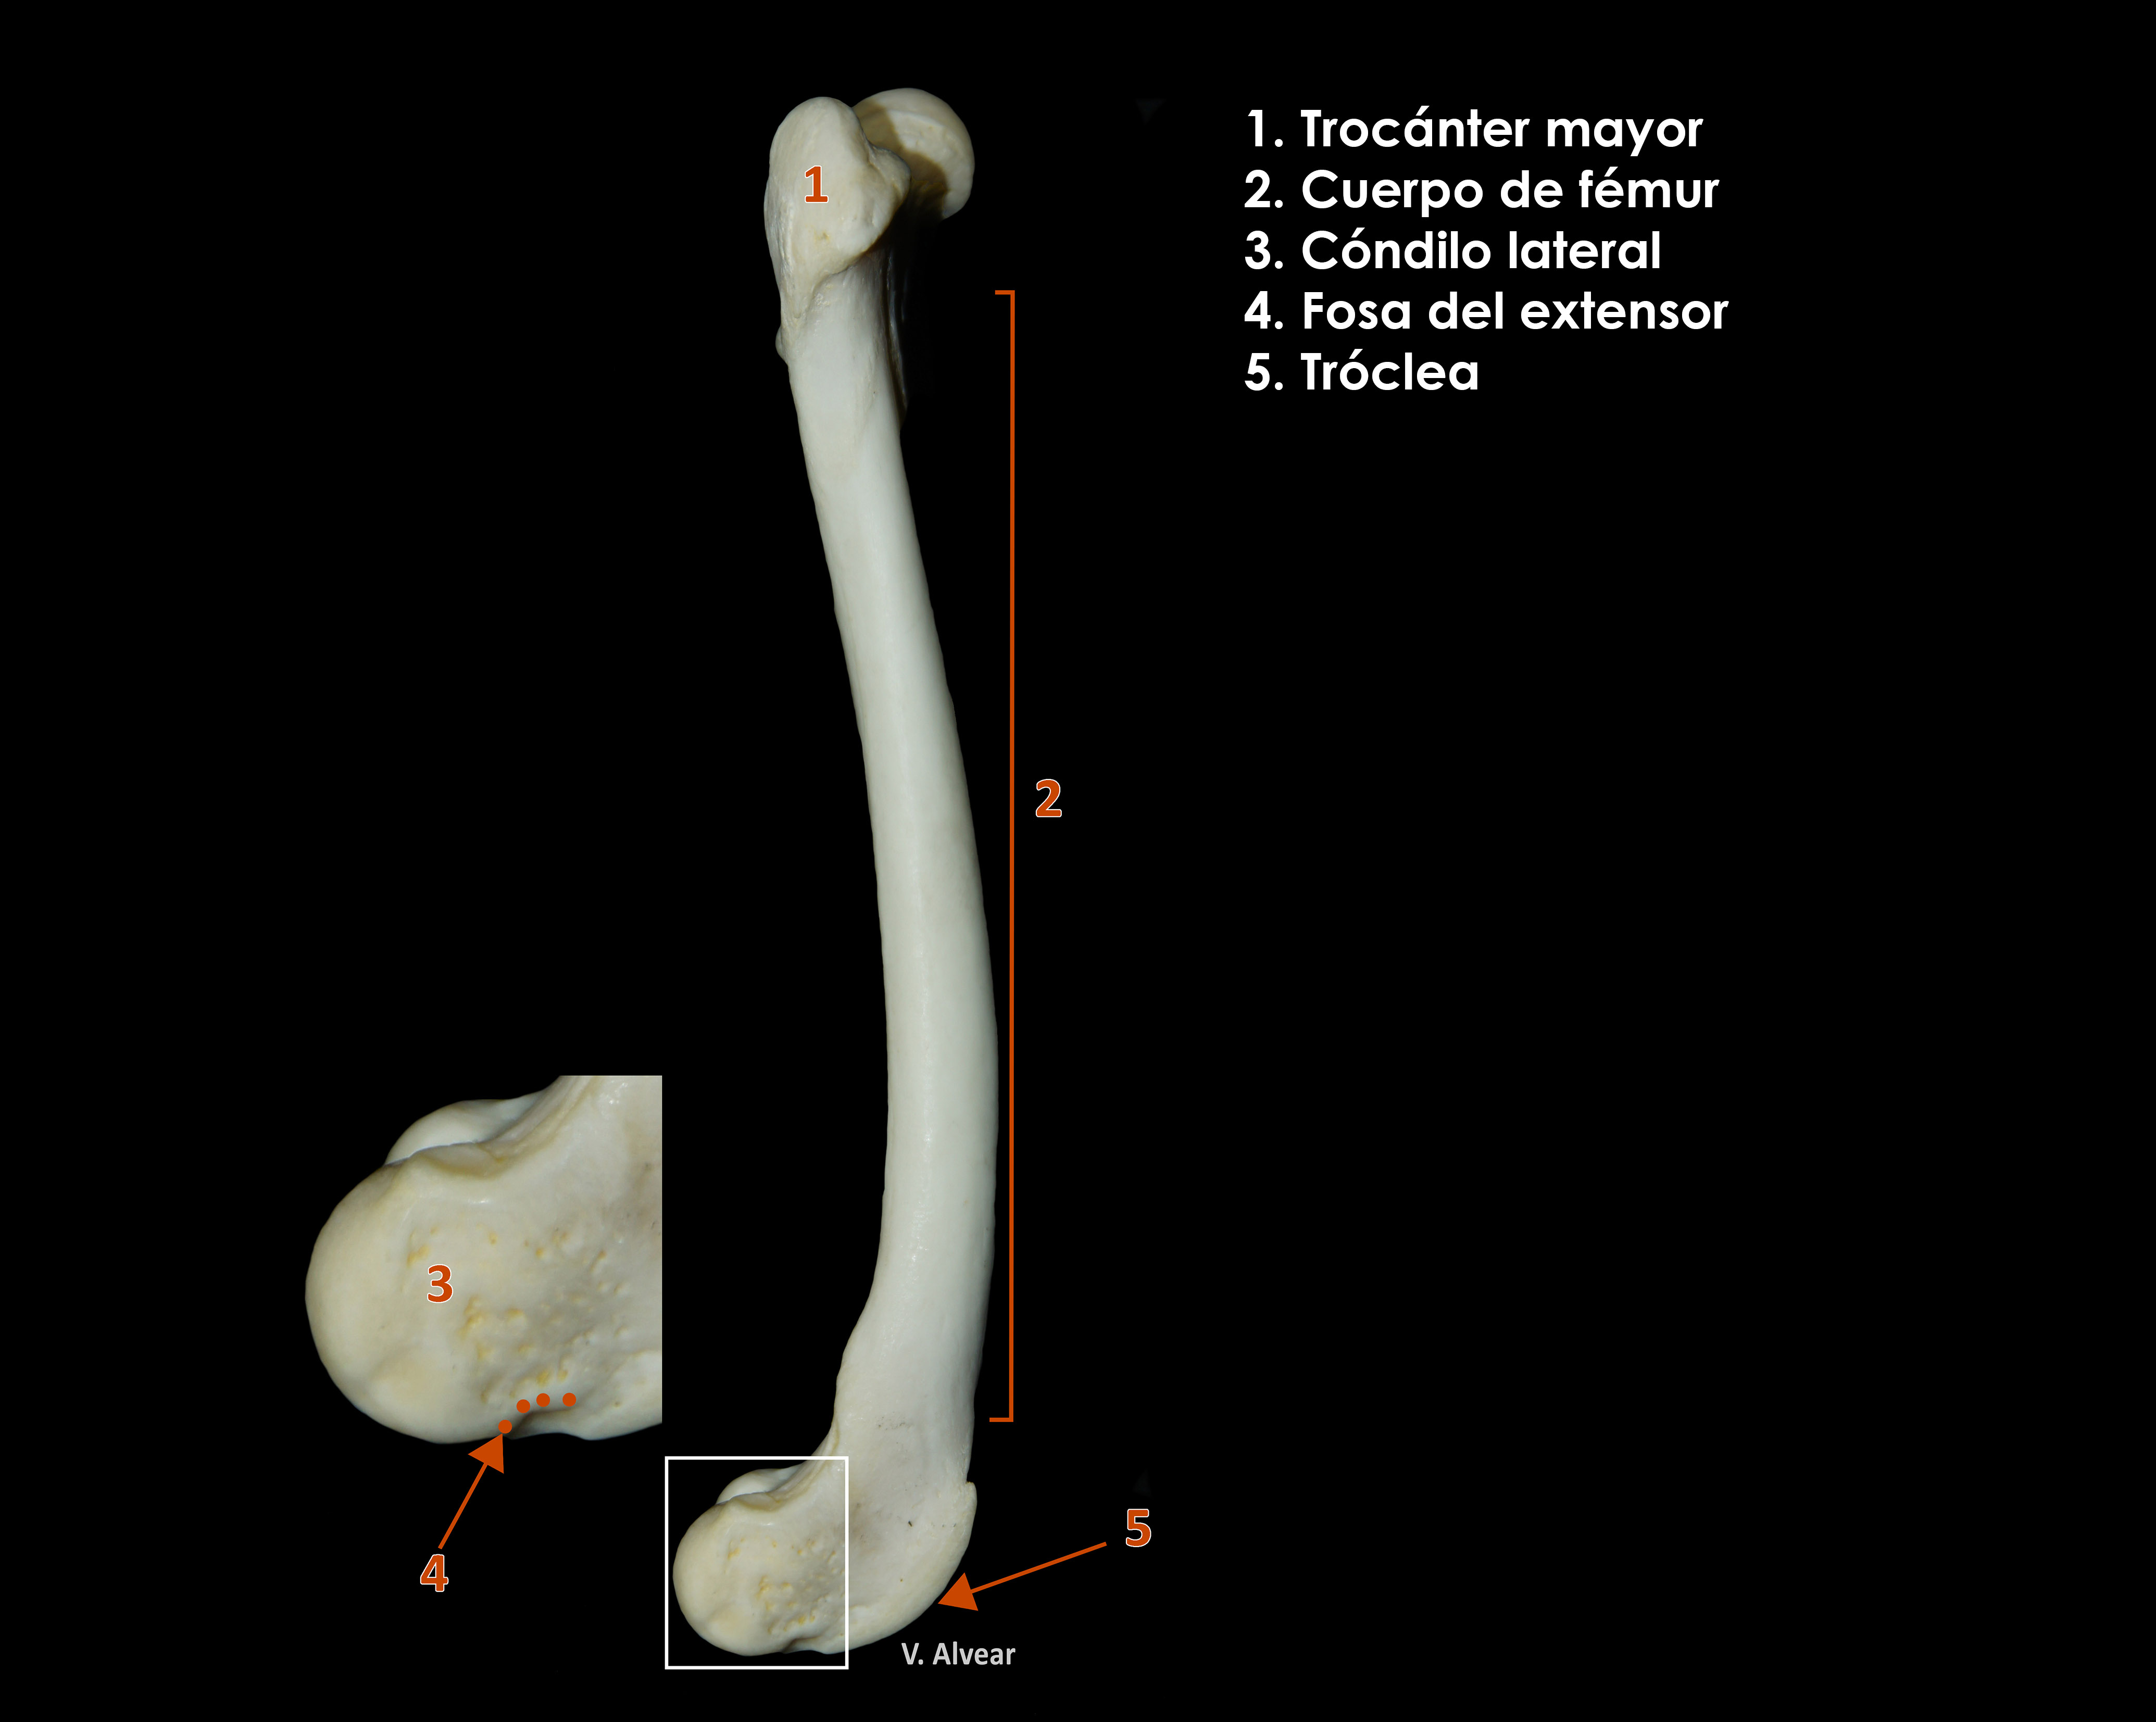 1. Trocánter mayor
2. Cuerpo de fémur
3. Cóndilo lateral
4. Fosa del extensor
5. Tróclea
1
2
3
4
5
V. Alvear